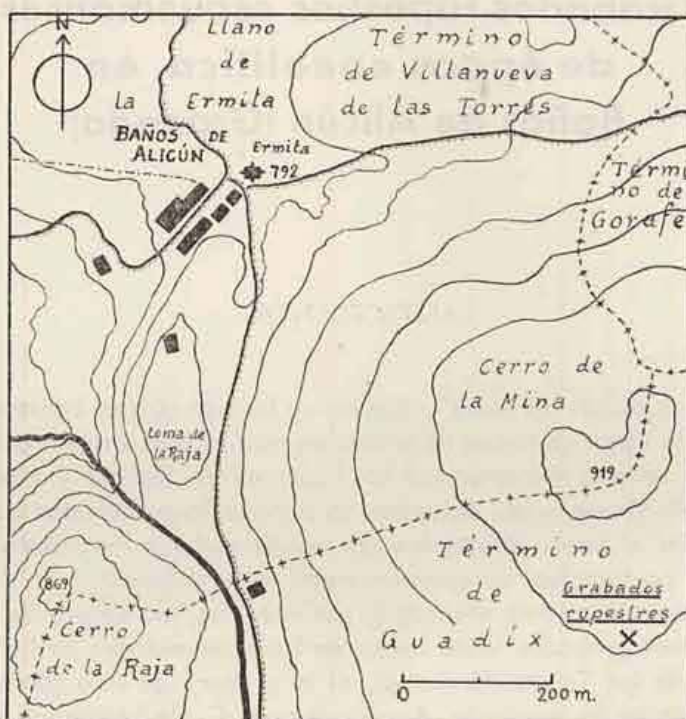 N
Llano
de
la Ermita
BAÑOS DE
ALICÚN
Ermita
792
Término
de Villanueva
de las Torres
Térmi
no de
Gorafe
Cerro de
la Mina
919
Loma de
la Raja
869
Cerro
de la Raja
Término
de
Guadix
Grabados
rupestres
0 200 m.